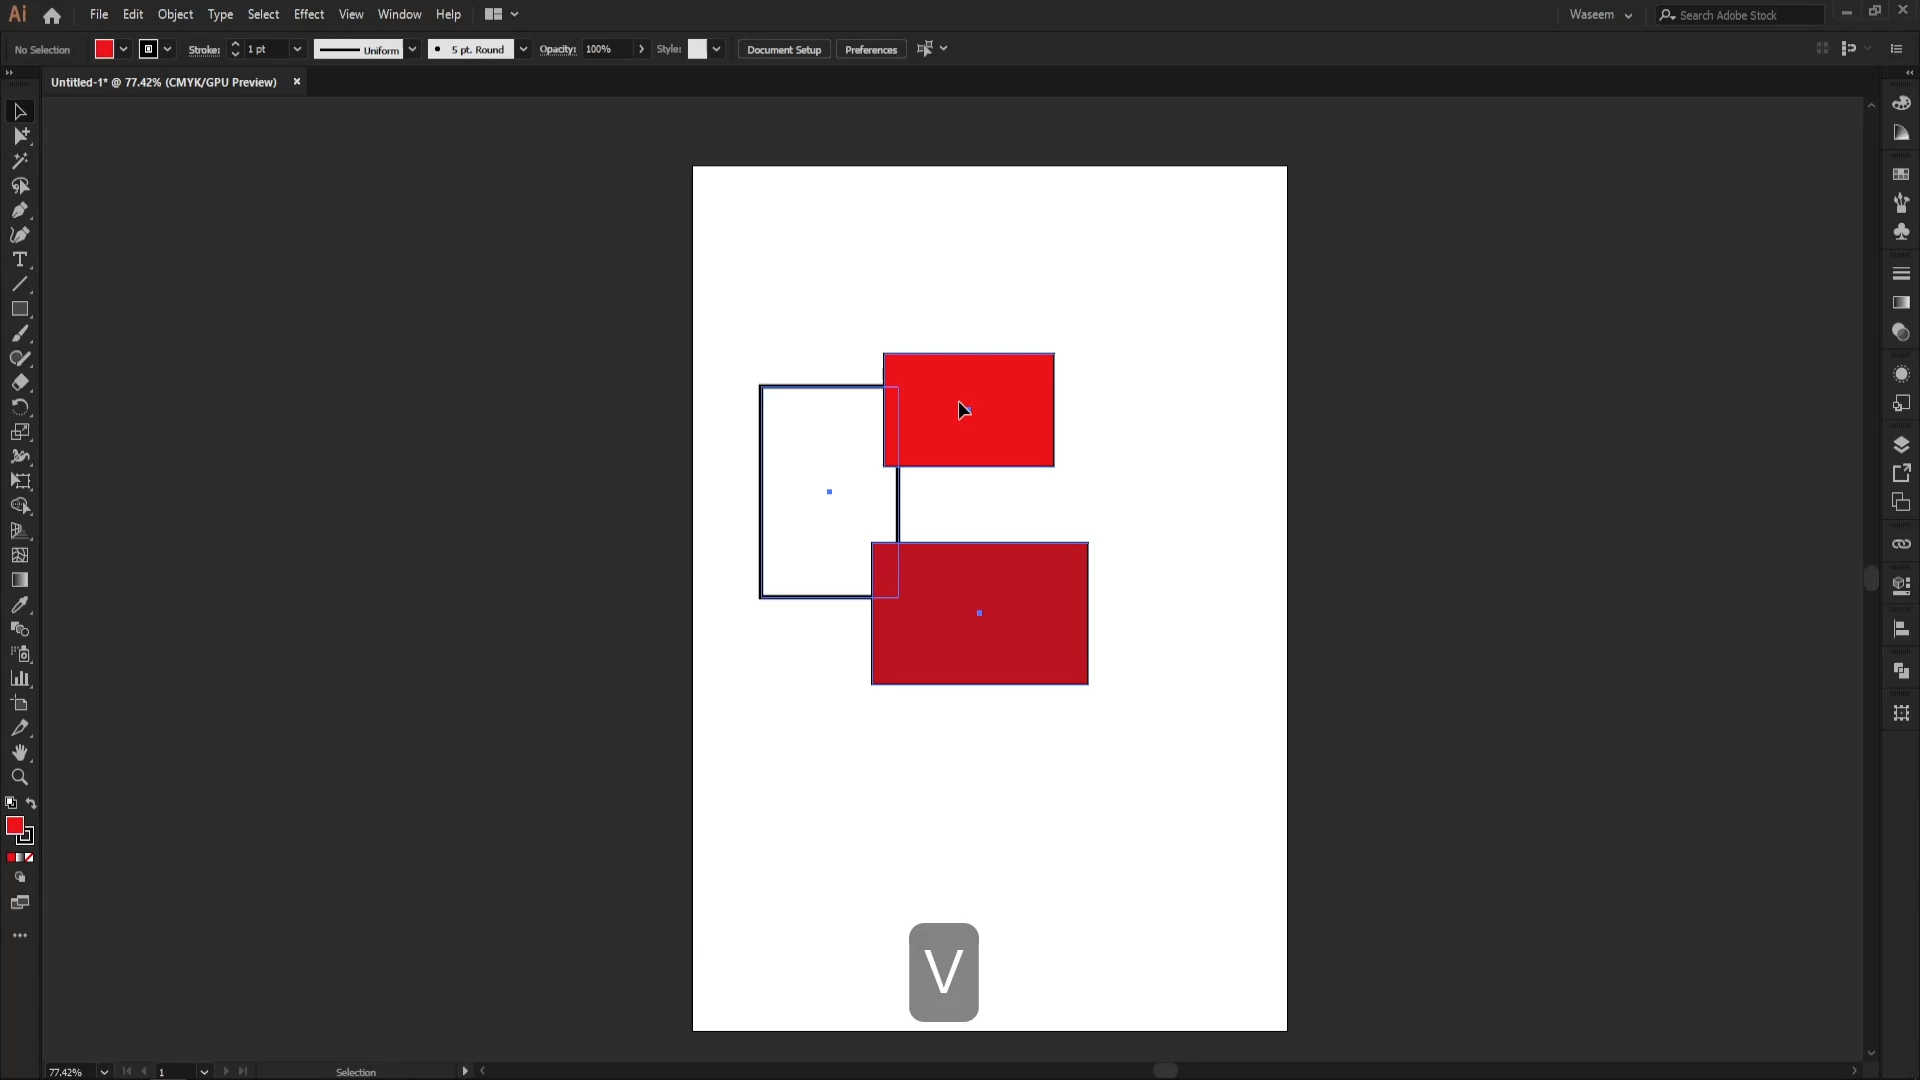 Ai File Edit Object Type Select Effect View Window Help Waseem Search Adobe Stock
No Selection Stroke: 1 pt Uniform 5 pt. Round Opacity: 100% Style: Document Setup Preferences
Untitled-1* @ 77.42% (CMYK/GPU Preview)
V
77.42% 1 Selection